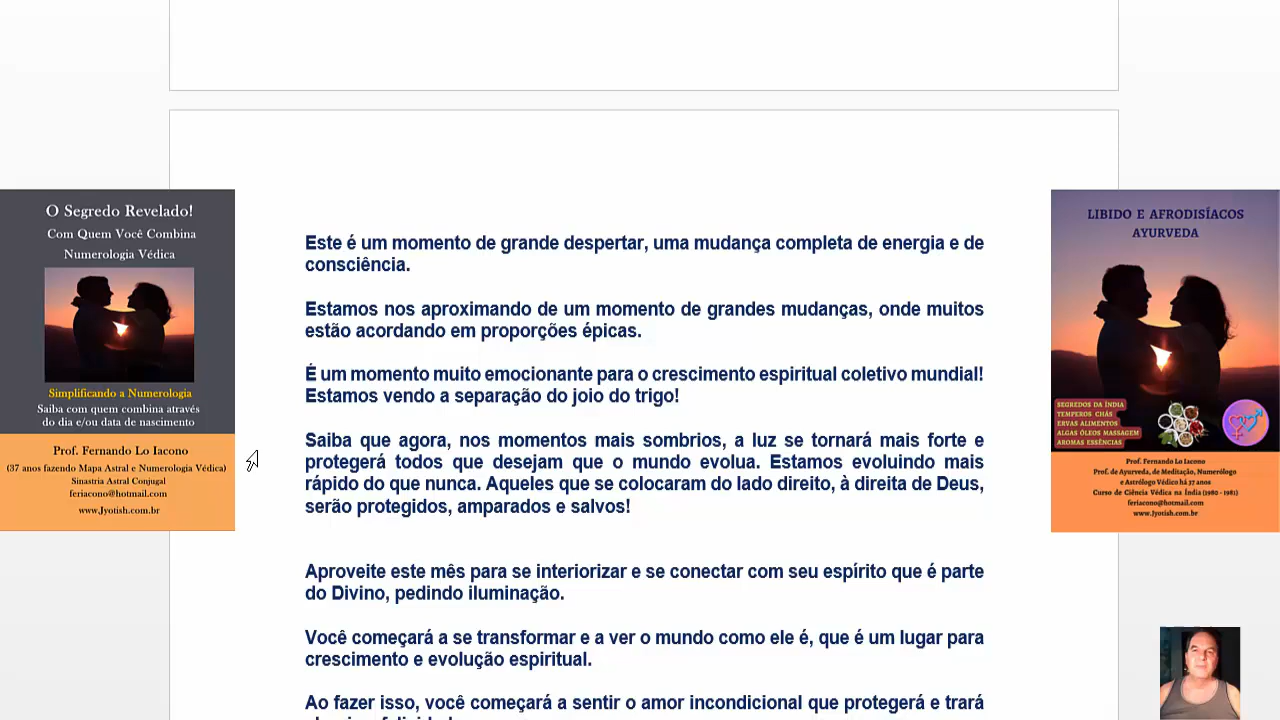 O Segredo Revelado!
Com Quem Você Combina
Numerologia Védica
Simplificando a Numerologia
Saiba com quem combina através
do dia e/ou data de nascimento
Prof. Fernando Lo Iacono
(37 anos fazendo Mapa Astral e Numerologia Védica)
Sinastria Astral Conjugal
feriacono@hotmail.com
www.Jyotish.com.br
Este é um momento de grande despertar, uma mudança completa de energia e de
consciência.
Estamos nos aproximando de um momento de grandes mudanças, onde muitos
estão acordando em proporções épicas.
É um momento muito emocionante para o crescimento espiritual coletivo mundial!
Estamos vendo a separação do joio do trigo!
Saiba que agora, nos momentos mais sombrios, a luz se tornará mais forte e
protegerá todos que desejam que o mundo evolua. Estamos evoluindo mais
rápido do que nunca. Aqueles que se colocaram do lado direito, à direita de Deus,
serão protegidos, amparados e salvos!
Aproveite este mês para se interiorizar e se conectar com seu espírito que é parte
do Divino, pedindo iluminação.
Você começará a se transformar e a ver o mundo como ele é, que é um lugar para
crescimento e evolução espiritual.
Ao fazer isso, você começará a sentir o amor incondicional que protegerá e trará
LIBIDO E AFRODISÍACOS
AYURVEDA
SEGREDOS DA ÍNDIA
TEMPEROS CHÁS
ERVAS ALIMENTOS
ALGAS ÓLEOS MASSAGEM
AROMAS ESSÊNCIAS
Prof. Fernando Lo Iacono
Prof. de Ayurveda, de Meditação, Numerólogo
e Astrólogo Védico há 37 anos
Curso de Ciência Védica na Índia (1980 - 1981)
feriacono@hotmail.com
www.Jyotish.com.br